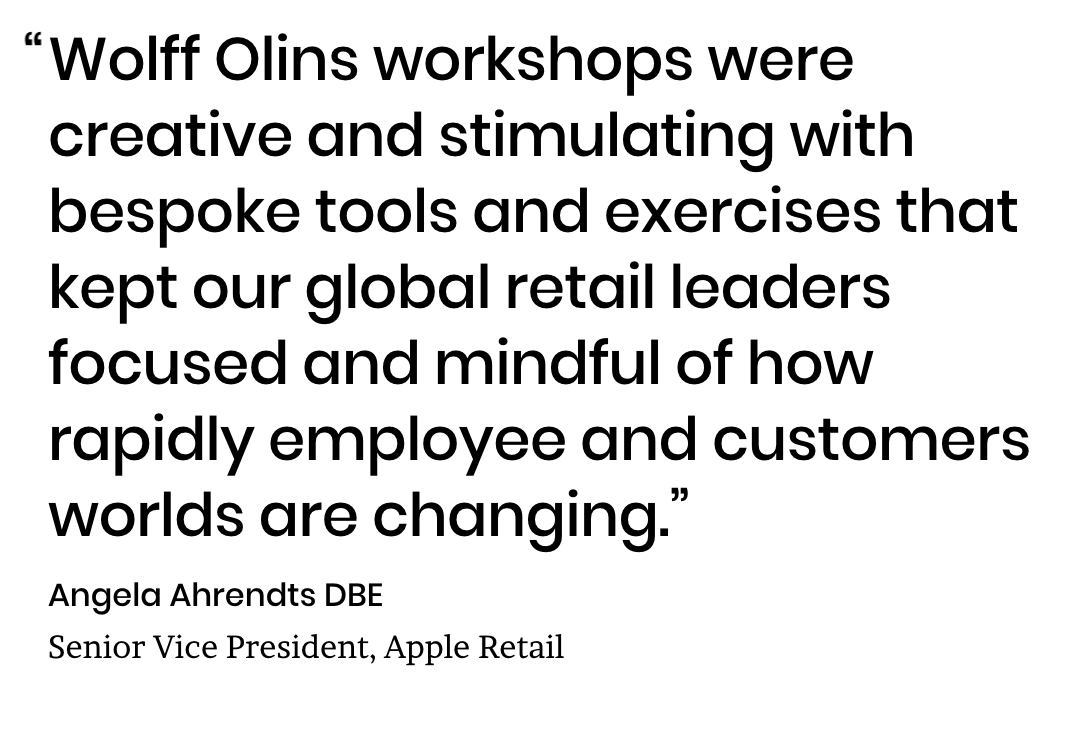 “Wolff Olins workshops were
creative and stimulating with
bespoke tools and exercises that
kept our global retail leaders
focused and mindful of how
rapidly employee and customers
worlds are changing.”
Angela Ahrendts DBE
Senior Vice President, Apple Retail